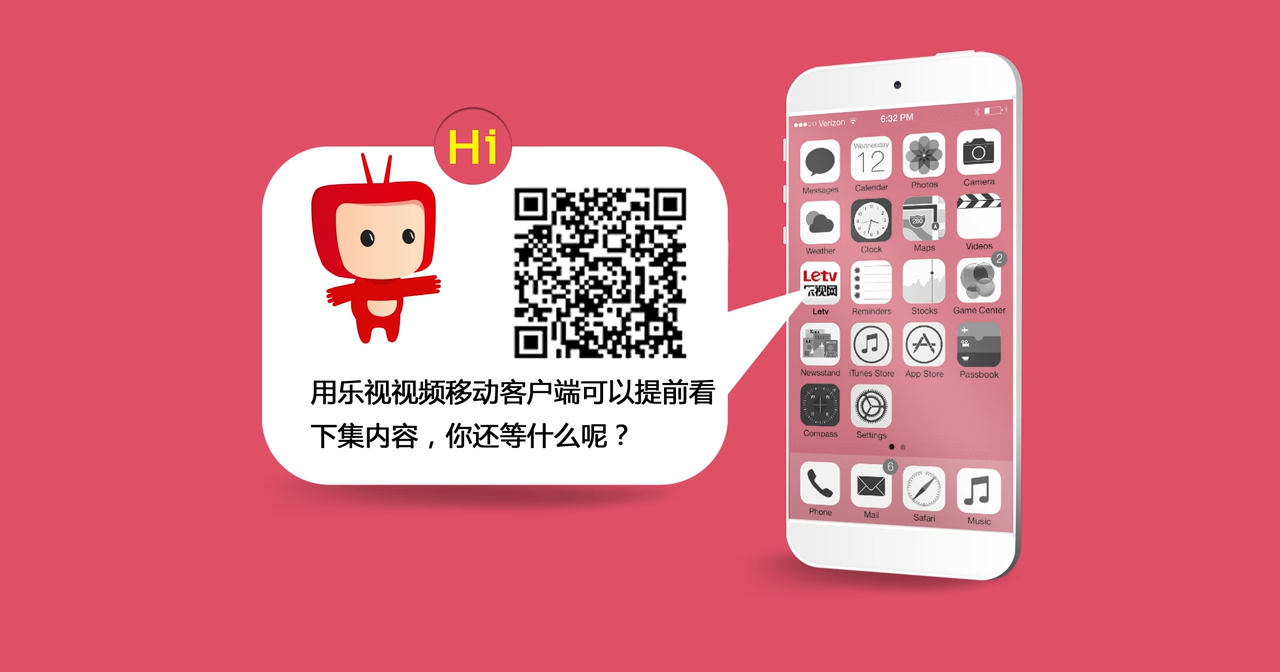 Hi
用乐视视频移动客户端可以提前看
下集内容，你还等什么呢？
Verizon 6:32 PM
Messages
Wednesday
12
Calendar
Photos
Camera
Weather
Clock
280
Maps
Videos
Letv
乐视网
Letv
Reminders
Stocks
2
Game Center
Newsstand
iTunes Store
App Store
Passbook
Compass
Settings
Phone
6
Mail
Safari
Music